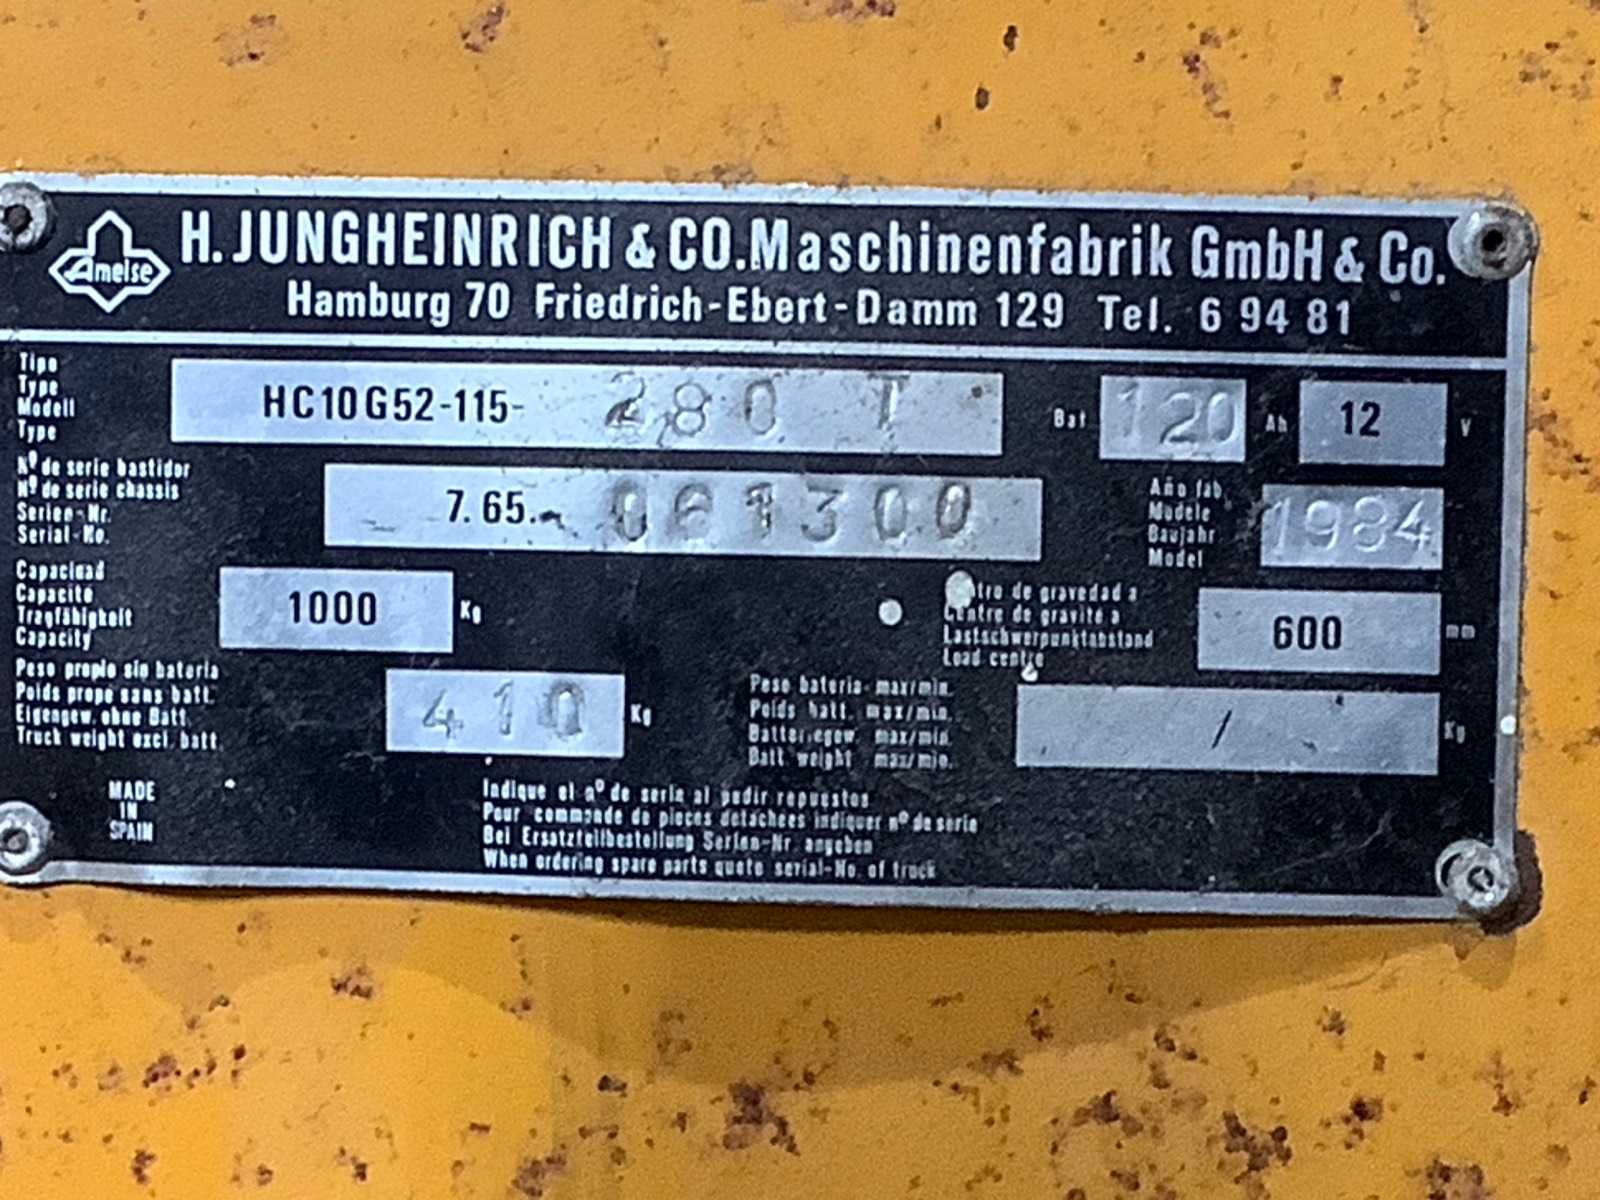 Ameise
H. JUNGHEINRICH & CO. Maschinenfabrik GmbH & Co.
Hamburg 70 Friedrich-Ebert-Damm 129 Tel. 6 94 81
Tipo
Type
Modell
Type
HC10G52-115-280 T
Bat 120 Ah 12 V
Nº de serie bastidor
Nº de serie chassis
Serien-Nr.
Serial-No.
7. 65.-061300
Año fab.
Modele
Baujahr
Model
1984
Capacidad
Capacité
Tragfähigkeit
Capacity
1000 Kg
Centro de gravedad a
Centre de gravité a
Lastschwerpunktabstand
Load centre
600 mm
Peso propio sin bateria
Poids propre sans batt.
Eigengew. ohne Batt.
Truck weight excl. batt.
410 Kg
Peso bateria max/min.
Poids batt. max/min.
Batteriegew. max/min.
Batt. weight max/min.
/ Kg
MADE
IN
SPAIN
Indique el nº de serie al pedir repuestos
Pour commande de pieces detachees indiquer nº de serie
Bei Ersatzteilbestellung Serien-Nr. angeben
When ordering spare parts quote serial-No. of truck